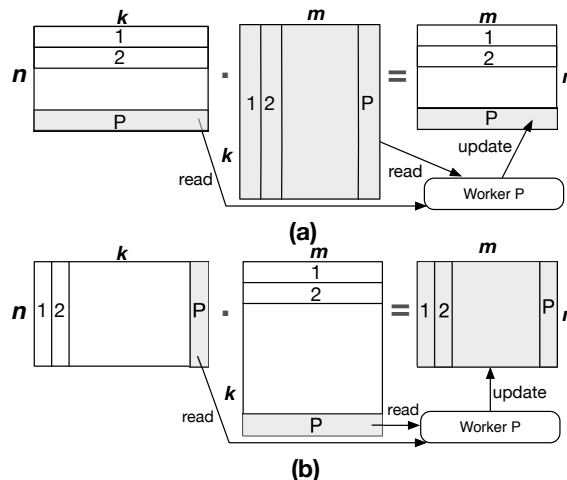 k
m
m
1
1
2
2
n
·
1
2
P
=
P
P
k
read
read
update
Worker P
(a)
k
m
m
1
n
1
2
P
·
2
=
1
2
P
k
read
P
read
update
Worker P
(b)